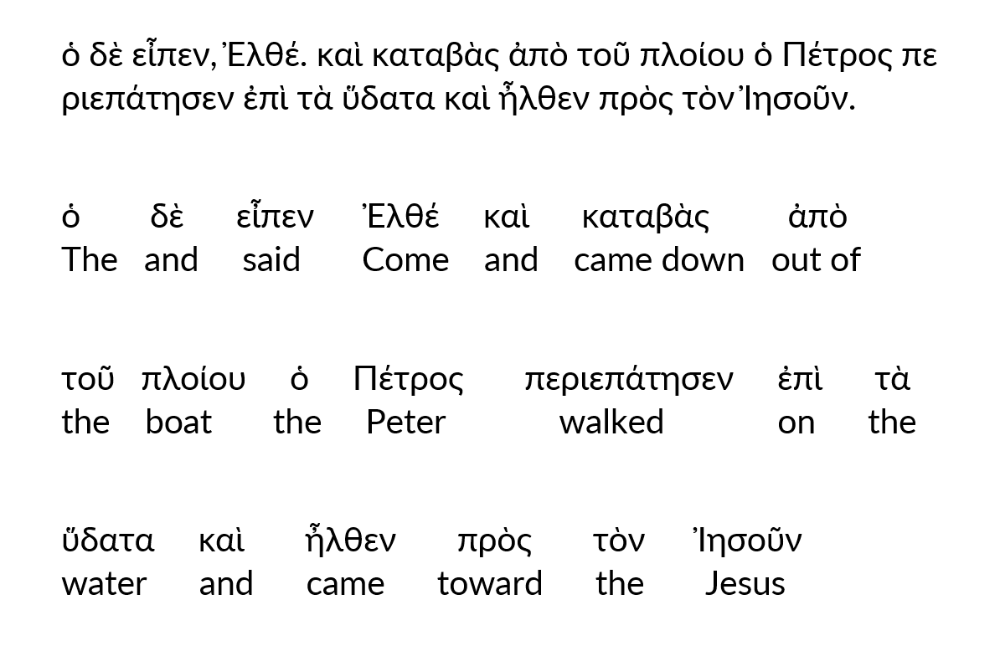 ὁ δὲ εἶπεν, Ἐλθέ. καὶ καταβὰς ἀπὸ τοῦ πλοίου ὁ Πέτρος πε
ριεπάτησεν ἐπὶ τὰ ὕδατα καὶ ἦλθεν πρὸς τὸν Ἰησοῦν.
ὁ δὲ εἶπεν Ἐλθέ καὶ καταβὰς ἀπὸ
The and said Come and came down out of
τοῦ πλοίου ὁ Πέτρος περιεπάτησεν ἐπὶ τὰ
the boat the Peter walked on the
ὕδατα καὶ ἦλθεν πρὸς τὸν Ἰησοῦν
water and came toward the Jesus